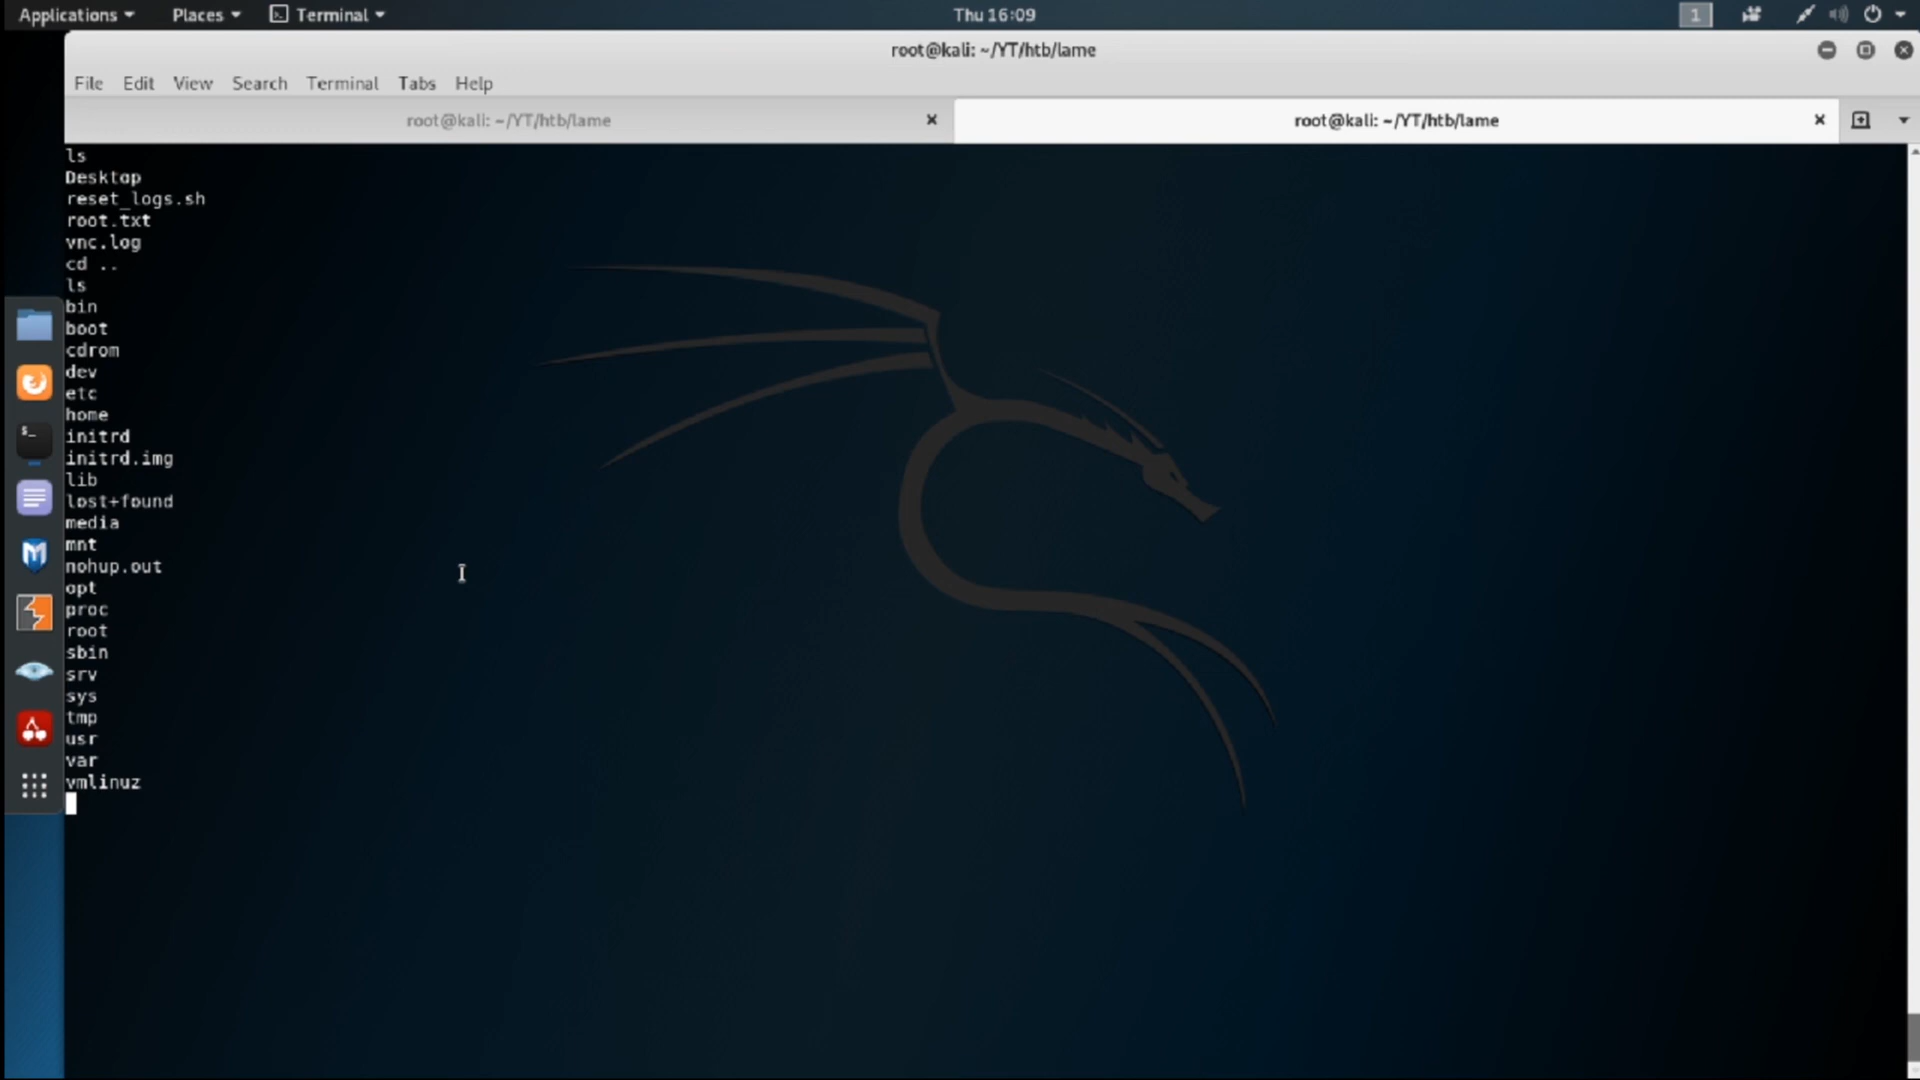 Applications Places Terminal Thu 16:09 1
root@kali: ~/YT/htb/lame
File Edit View Search Terminal Tabs Help
root@kali: ~/YT/htb/lame root@kali: ~/YT/htb/lame
ls
Desktop
reset_logs.sh
root.txt
vnc.log
cd ..
ls
bin
boot
cdrom
dev
etc
home
initrd
initrd.img
lib
lost+found
media
mnt
nohup.out
opt
proc
root
sbin
srv
sys
tmp
usr
var
vmlinuz